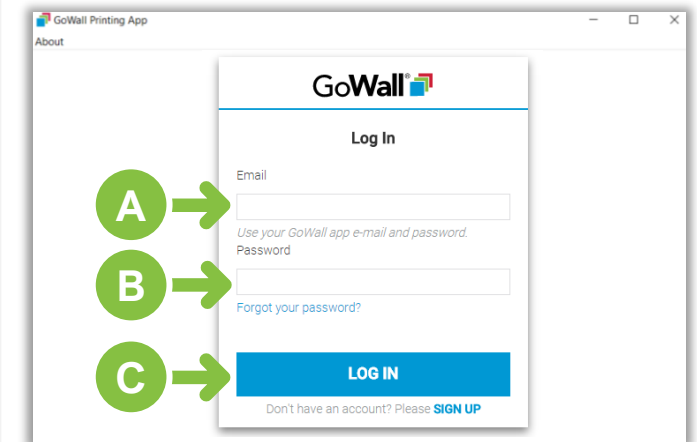 GoWall Printing App
About
GoWall®
Log In
Email
A
Use your GoWall app e-mail and password.
Password
B
Forgot your password?
C
LOG IN
Don't have an account? Please SIGN UP